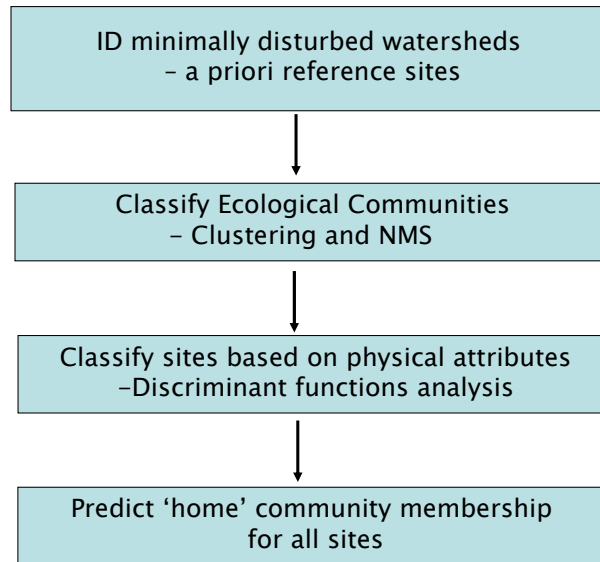 ID minimally disturbed watersheds
– a priori reference sites
Classify Ecological Communities
– Clustering and NMS
Classify sites based on physical attributes
–Discriminant functions analysis
Predict ‘home’ community membership
for all sites